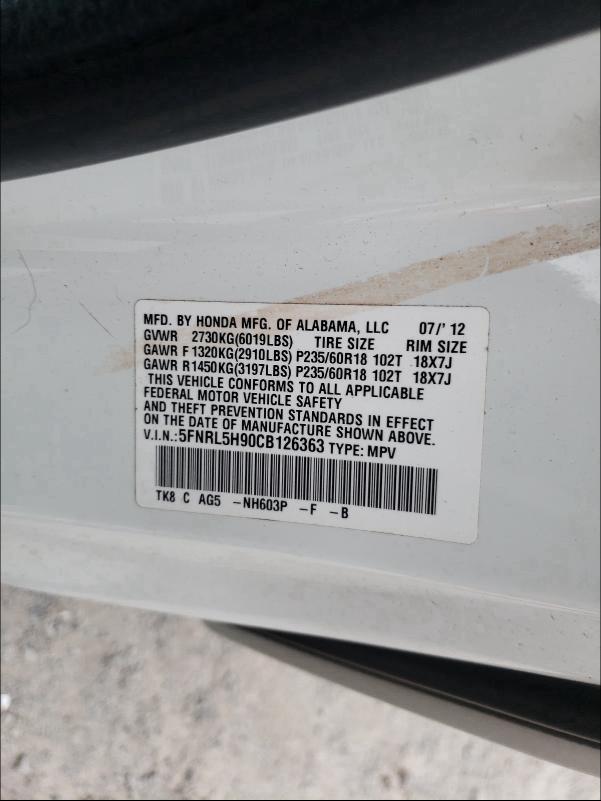 MFD. BY HONDA MFG. OF ALABAMA, LLC 07/'12
GVWR 2730KG(6019LBS) TIRE SIZE RIM SIZE
GAWR F 1320KG(2910LBS) P235/60R18 102T 18X7J
GAWR R1450KG(3197LBS) P235/60R18 102T 18X7J
THIS VEHICLE CONFORMS TO ALL APPLICABLE
FEDERAL MOTOR VEHICLE SAFETY
AND THEFT PREVENTION STANDARDS IN EFFECT
ON THE DATE OF MANUFACTURE SHOWN ABOVE.
V.I.N.:5FNRL5H90CB126363 TYPE: MPV
TK8 C AG5 -NH603P -F -B